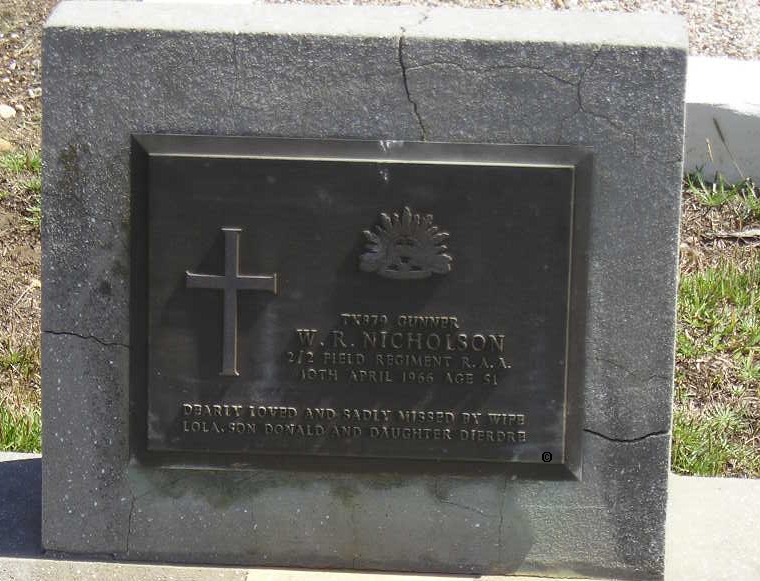 TX879 GUNNER
W. R. NICHOLSON
2/2 FIELD REGIMENT R. A. A.
10TH APRIL 1966 AGE 51
DEARLY LOVED AND SADLY MISSED BY WIFE
LOLA, SON DONALD AND DAUGHTER DIERDRE
©